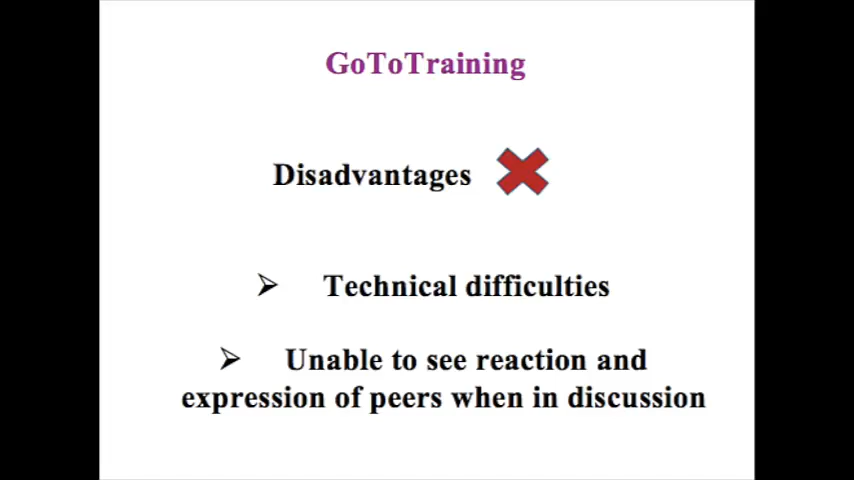 GoToTraining
Disadvantages
➢ Technical difficulties
➢ Unable to see reaction and
expression of peers when in discussion